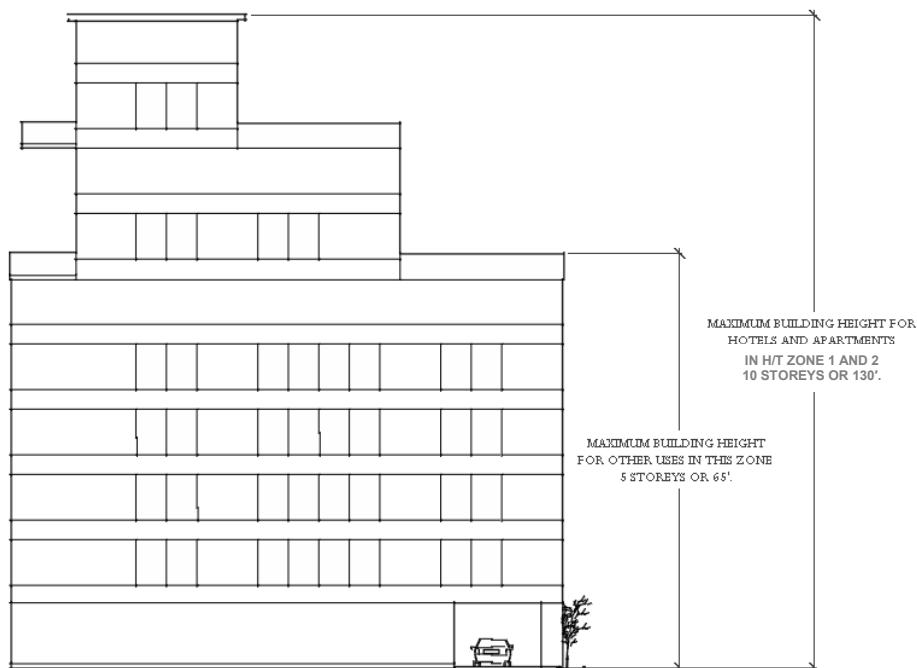 MAXIMUM BUILDING HEIGHT FOR
HOTELS AND APARTMENTS
IN H/T ZONE 1 AND 2
10 STOREYS OR 130'.
MAXIMUM BUILDING HEIGHT
FOR OTHER USES IN THIS ZONE
5 STOREYS OR 65'.